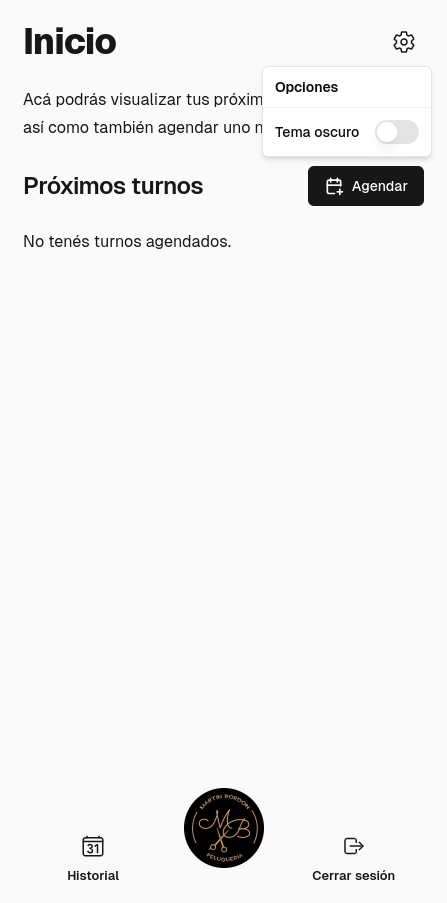 Inicio
Opciones
Acá podrás visualizar tus próxim
Tema oscuro
así como también agendar uno n
Próximos turnos
Agendar
No tenés turnos agendados.
MARTIN BORDON
MB
PELUQUERIA
31
Historial
Cerrar sesión